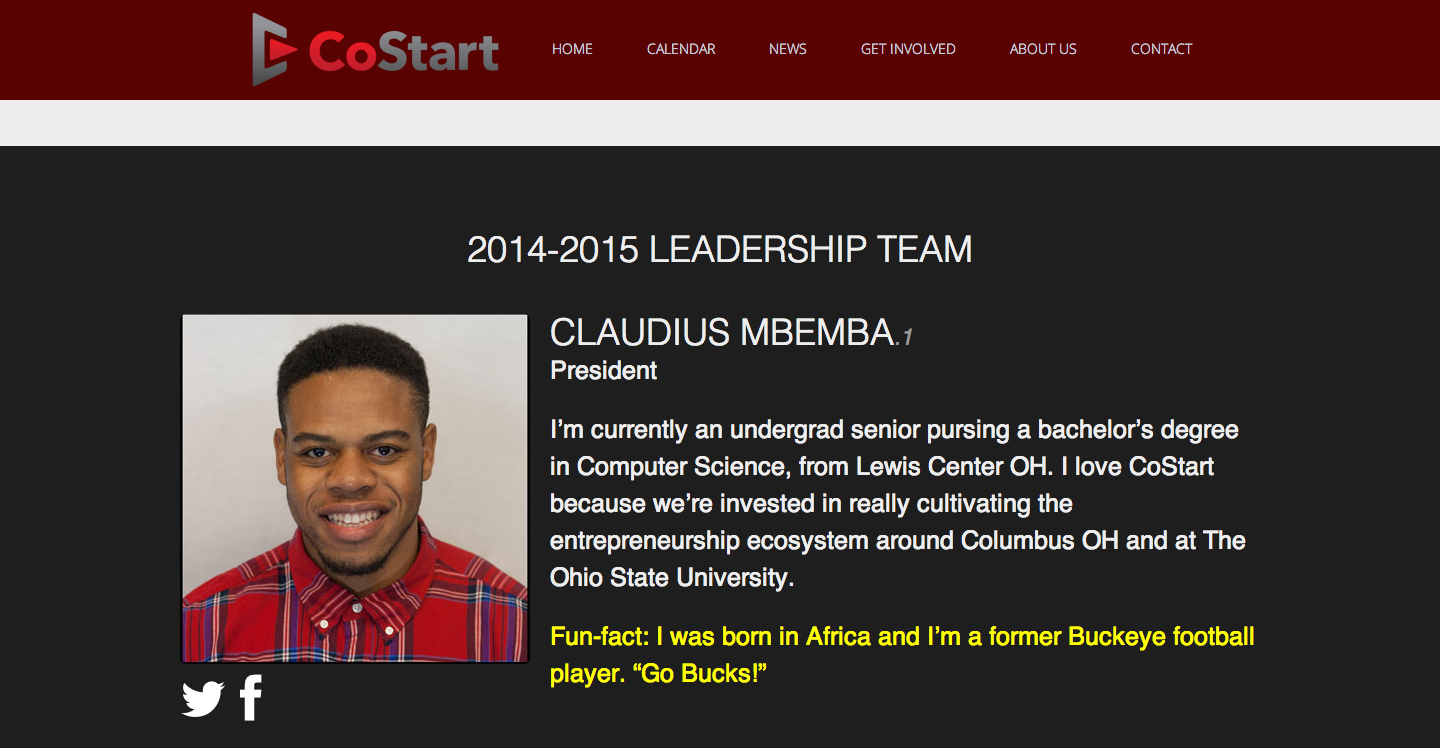 CoStart
HOME
CALENDAR
NEWS
GET INVOLVED
ABOUT US
CONTACT
2014-2015 LEADERSHIP TEAM
CLAUDIUS MBEMBA.1
President
I’m currently an undergrad senior pursing a bachelor’s degree
in Computer Science, from Lewis Center OH. I love CoStart
because we’re invested in really cultivating the
entrepreneurship ecosystem around Columbus OH and at The
Ohio State University.
Fun-fact: I was born in Africa and I’m a former Buckeye football
player. “Go Bucks!”